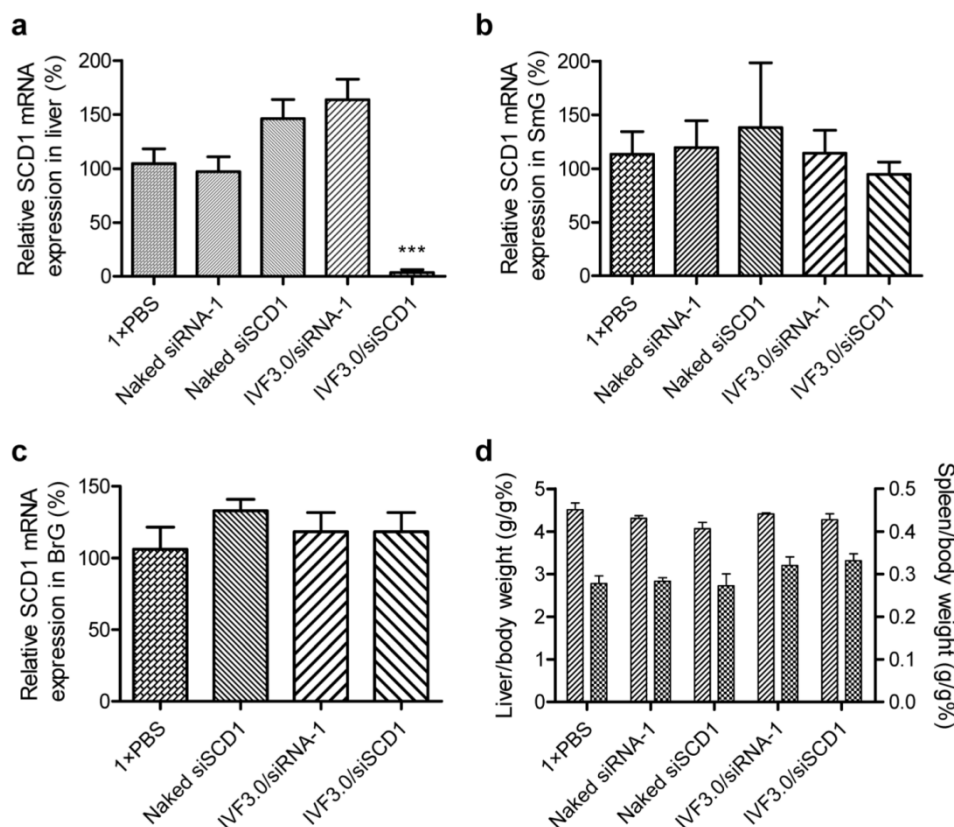 a
Relative SCD1 mRNA
expression in liver (%)
200
150
100
50
0
***
1×PBS
Naked siRNA-1
Naked siSCD1
IVF3.0/siRNA-1
IVF3.0/siSCD1
b
Relative SCD1 mRNA
expression in SmG (%)
200
150
100
50
0
1×PBS
Naked siRNA-1
Naked siSCD1
IVF3.0/siRNA-1
IVF3.0/siSCD1
c
Relative SCD1 mRNA
expression in BrG (%)
150
100
50
0
1×PBS
Naked siSCD1
IVF3.0/siRNA-1
IVF3.0/siSCD1
d
Liver/body weight (g/g%)
5
4
3
2
1
0
Spleen/body
weight (g/g%)
0.5
0.4
0.3
0.2
0.1
0.0
1×PBS
Naked siRNA-1
Naked siSCD1
IVF3.0/siRNA-1
IVF3.0/siSCD1